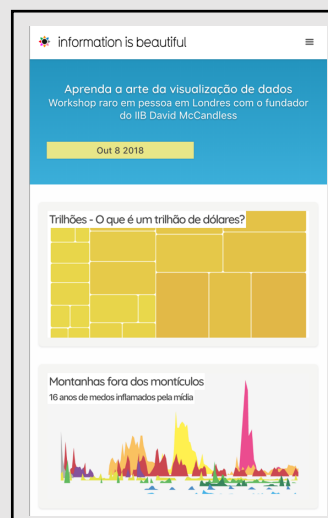 information is beautiful
Aprenda a arte da visualização de dados
Workshop raro em pessoa em Londres com o fundador
do IIB David McCandless
Out 8 2018
Trilhões - O que é um trilhão de dólares?
Montanhas fora dos montículos
16 anos de medos inflamados pela mídia